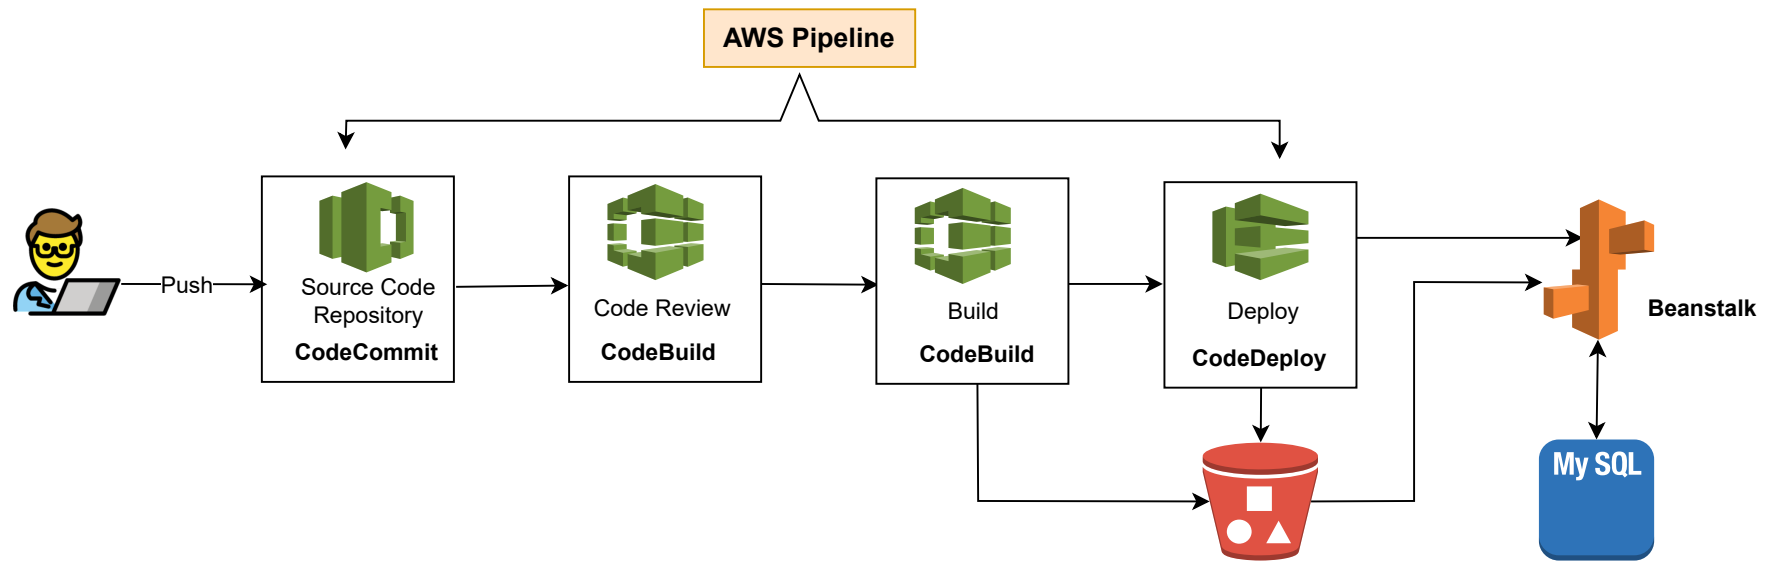 AWS Pipeline
Push
Source Code
Repository
CodeCommit
Code Review
CodeBuild
Build
CodeBuild
Deploy
CodeDeploy
Beanstalk
My SQL